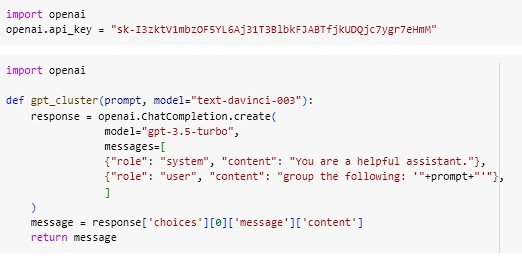 import openai
openai.api_key = "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"
import openai
def gpt_cluster(prompt, model="text-davinci-003"):
response = openai.ChatCompletion.create(
model="gpt-3.5-turbo",
messages=[
{"role": "system", "content": "You are a helpful assistant."},
{"role": "user", "content": "group the following: '"+prompt+"'"},
]
)
message = response['choices'][0]['message']['content']
return message